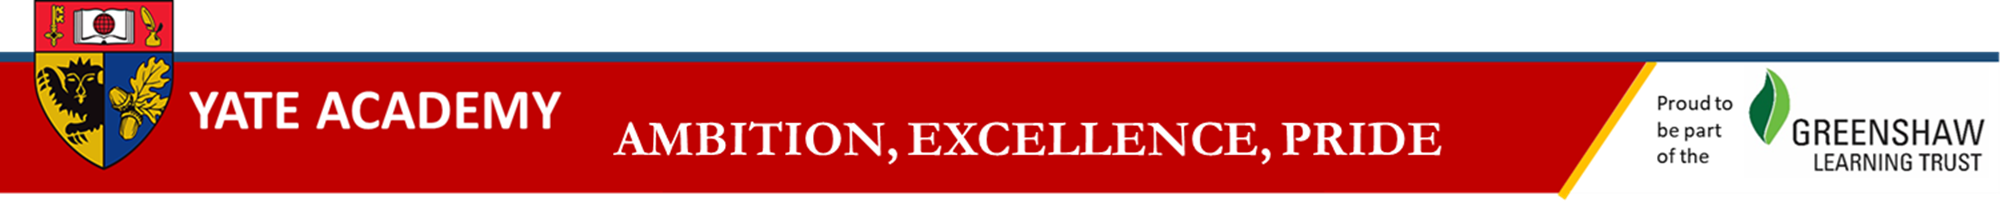 YATE ACADEMY
AMBITION, EXCELLENCE, PRIDE
Proud to
be part
of the
GREENSHAW
LEARNING TRUST